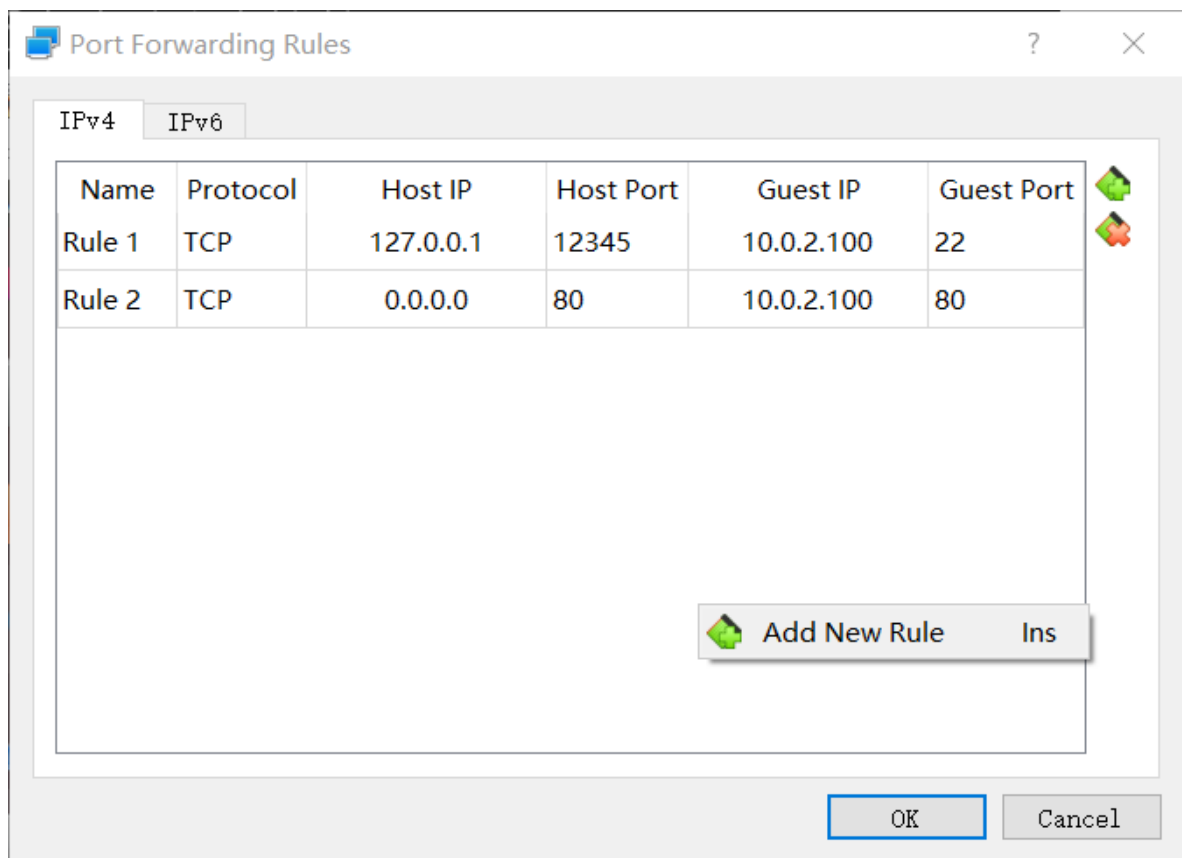 Port Forwarding Rules ?
IPv4 IPv6
Name Protocol Host IP Host Port Guest IP Guest Port
Rule 1 TCP 127.0.0.1 12345 10.0.2.100 22
Rule 2 TCP 0.0.0.0 80 10.0.2.100 80
Add New Rule Ins
OK Cancel